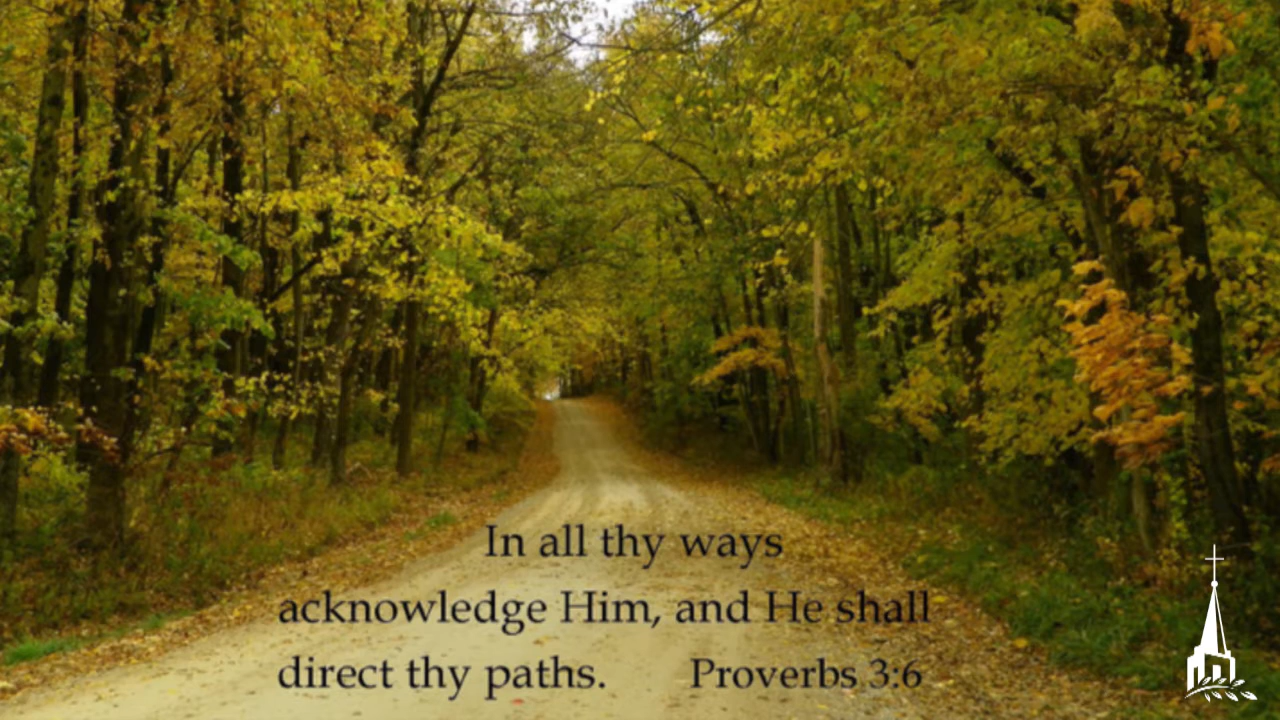 In all thy ways
acknowledge Him, and He shall
direct thy paths. Proverbs 3:6